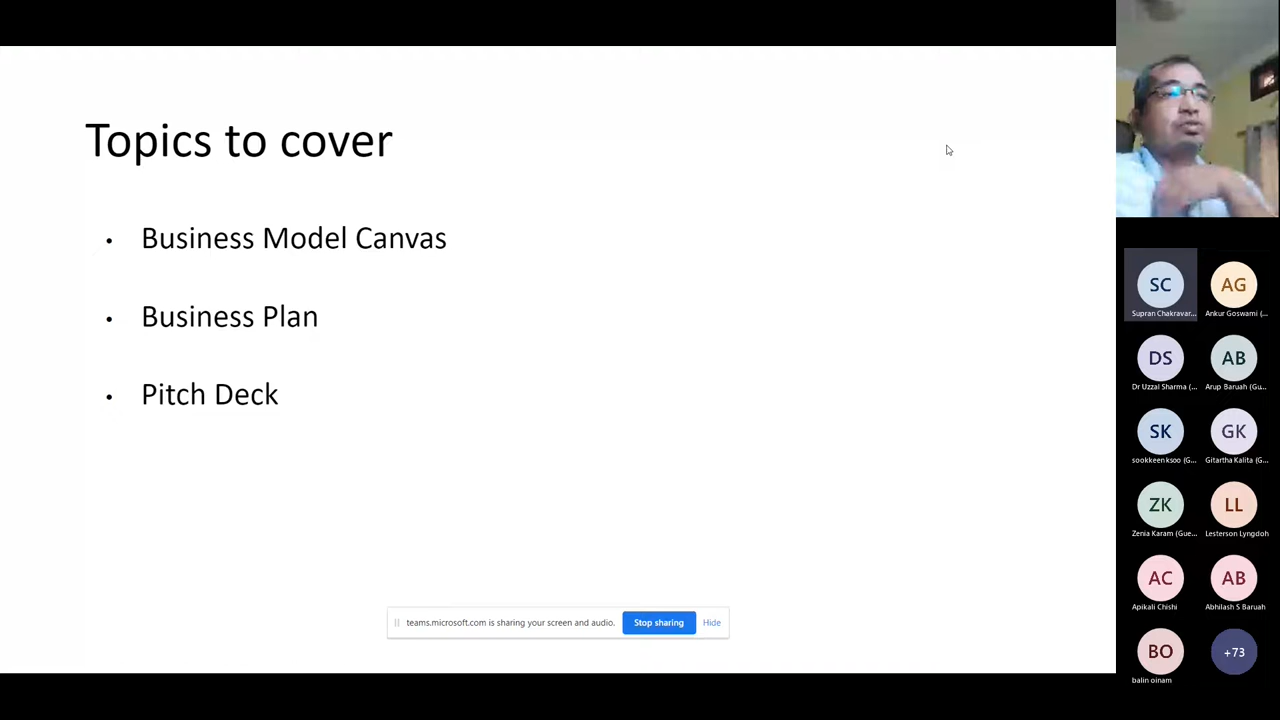 Topics to cover
• Business Model Canvas
• Business Plan
• Pitch Deck
teams.microsoft.com is sharing your screen and audio. Stop sharing Hide
SC AG
Supran Chakravar... Ankur Goswami (...
DS AB
Dr Uzzal Sharma (... Arup Baruah (Gu...
SK GK
sookkeenksoo (G... Gitartha Kalita (G...
ZK LL
Zenia Karam (Gue... Lesterson Lyngdoh
AC AB
Apikali Chishi Abhilash S Baruah
BO +73
balin oinam